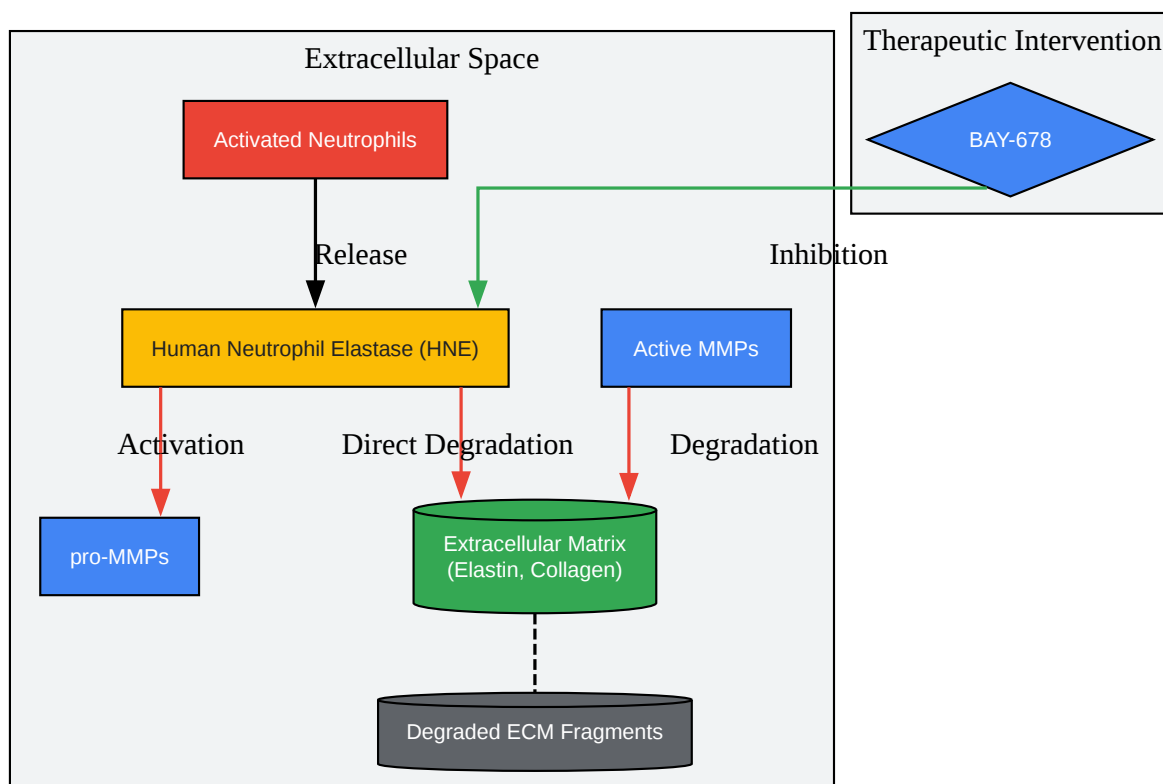 Therapeutic Intervention
Extracellular Space
Activated Neutrophils
BAY-678
Release
Inhibition
Human Neutrophil Elastase (HNE)
Active MMPs
Activation
Direct Degradation
Degradation
pro-MMPs
Extracellular Matrix
(Elastin, Collagen)
Degraded ECM Fragments